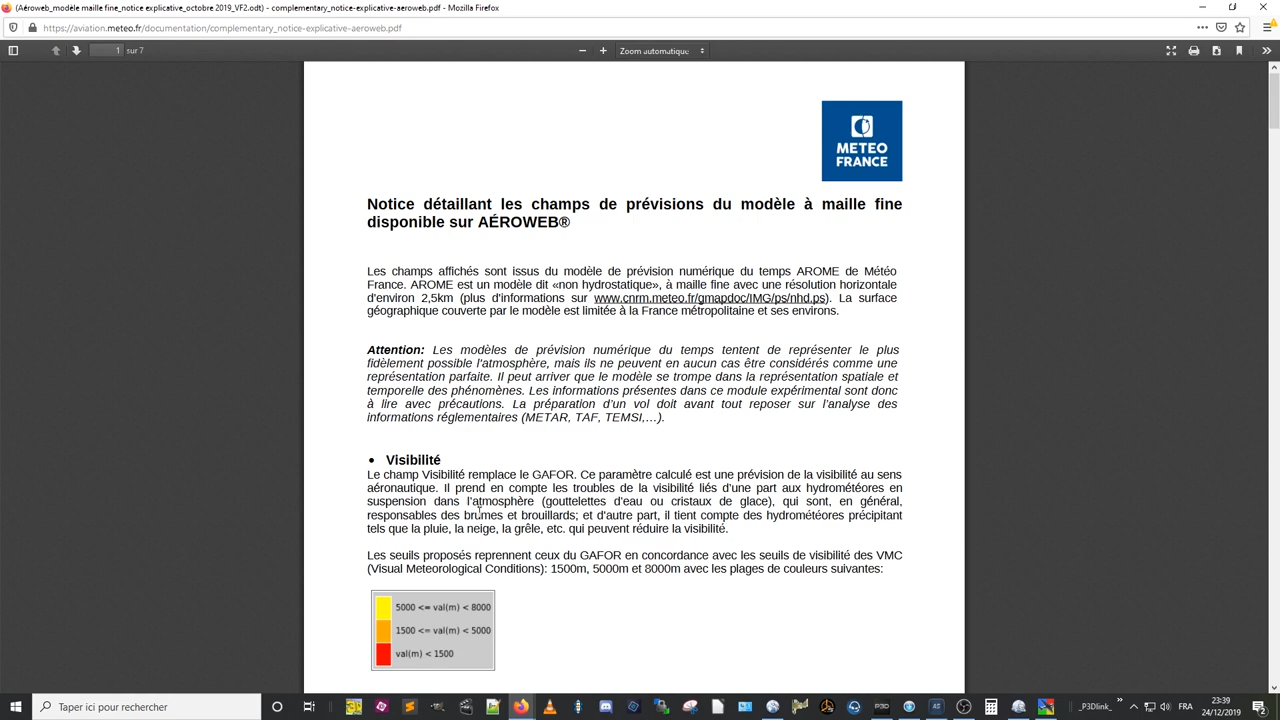 (Aéroweb_modèle maille fine_notice explicative_octobre 2019_VF2.odt) - complementary_notice-explicative-aeroweb.pdf - Mozilla Firefox
https://aviation.meteo.fr/documentation/complementary_notice-explicative-aeroweb.pdf
1 sur 7
Zoom automatique
METEO
FRANCE
Notice détaillant les champs de prévisions du modèle à maille fine
disponible sur AÉROWEB®
Les champs affichés sont issus du modèle de prévision numérique du temps AROME de Météo
France. AROME est un modèle dit «non hydrostatique», à maille fine avec une résolution horizontale
d'environ 2,5km (plus d'informations sur www.cnrm.meteo.fr/gmapdoc/IMG/ps/nhd.ps). La surface
géographique couverte par le modèle est limitée à la France métropolitaine et ses environs.
Attention: Les modèles de prévision numérique du temps tentent de représenter le plus
fidèlement possible l'atmosphère, mais ils ne peuvent en aucun cas être considérés comme une
représentation parfaite. Il peut arriver que le modèle se trompe dans la représentation spatiale et
temporelle des phénomènes. Les informations présentes dans ce module expérimental sont donc
à lire avec précautions. La préparation d'un vol doit avant tout reposer sur l'analyse des
informations réglementaires (METAR, TAF, TEMSI,…).
• Visibilité
Le champ Visibilité remplace le GAFOR. Ce paramètre calculé est une prévision de la visibilité au sens
aéronautique. Il prend en compte les troubles de la visibilité liés d'une part aux hydrométéores en
suspension dans l'atmosphère (gouttelettes d'eau ou cristaux de glace), qui sont, en général,
responsables des brumes et brouillards; et d'autre part, il tient compte des hydrométéores précipitant
tels que la pluie, la neige, la grêle, etc. qui peuvent réduire la visibilité.
Les seuils proposés reprennent ceux du GAFOR en concordance avec les seuils de visibilité des VMC
(Visual Meteorological Conditions): 1500m, 5000m et 8000m avec les plages de couleurs suivantes:
5000 <= val(m) < 8000
1500 <= val(m) < 5000
val(m) < 1500
Taper ici pour rechercher
P3D
AS
_P3Dlink_
FRA
23:39
24/12/2019
2